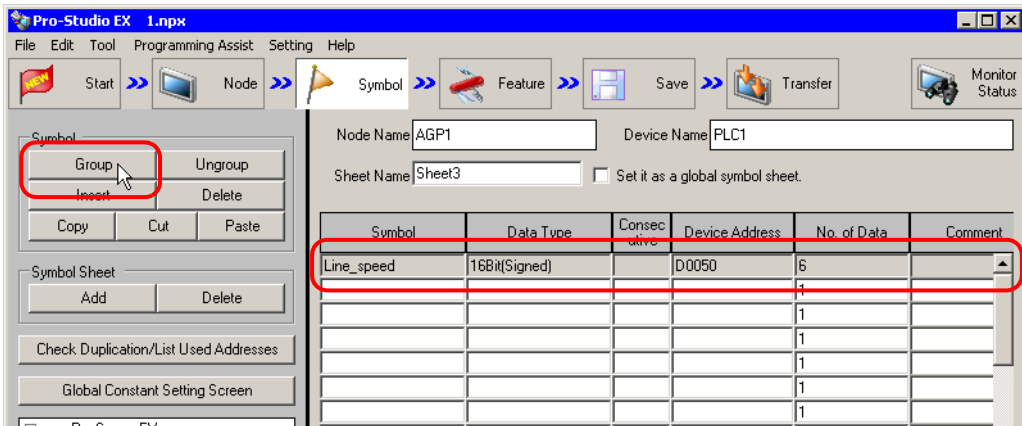 Pro-Studio EX 1.npx
File Edit Tool Programming Assist Setting Help
NEW Start Node Symbol Feature Save Transfer Monitor Status
Symbol
Group Ungroup
Insert Delete
Copy Cut Paste
Symbol Sheet
Add Delete
Check Duplication/List Used Addresses
Global Constant Setting Screen
Node Name AGP1 Device Name PLC1
Sheet Name Sheet3 Set it as a global symbol sheet.
Symbol Data Type Consecutive Device Address No. of Data Comment
Line_speed 16Bit(Signed) D0050 6
1
1
1
1
1
1